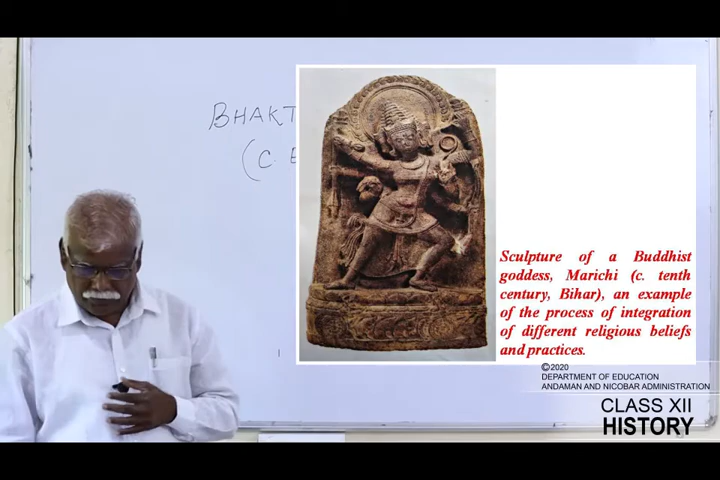 BHAKT
(C. E
Sculpture of a Buddhist
goddess, Marichi (c. tenth
century, Bihar), an example
of the process of integration
of different religious beliefs
and practices.
©2020
DEPARTMENT OF EDUCATION
ANDAMAN AND NICOBAR ADMINISTRATION
CLASS XII
HISTORY